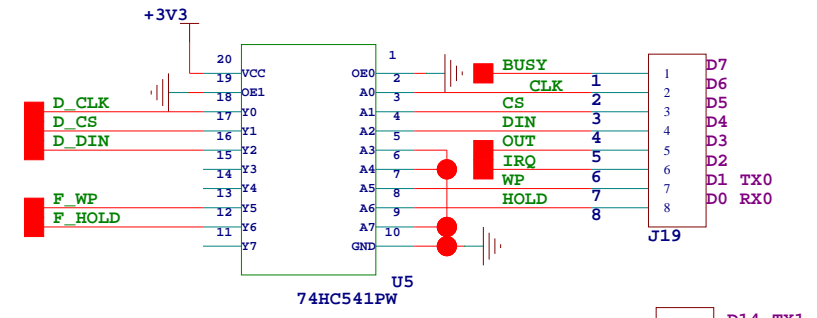 +3V3
20 VCC OE0 1
19 OE1 A0 2
18 Y0 A1 3
17 Y1 A2 4
16 Y2 A3 5
15 Y3 A4 6
14 Y4 A5 7
13 Y5 A6 8
12 Y6 A7 9
11 Y7 GND 10
D_CLK
D_CS
D_DIN
F_WP
F_HOLD
U5
74HC541PW
BUSY 1 1 D7
CLK 2 2 D6
CS 3 3 D5
DIN 4 4 D4
OUT 5 5 D3
IRQ 6 6 D2
WP 7 7 D1 TX0
HOLD 8 8 D0 RX0
J19
D14 TX1